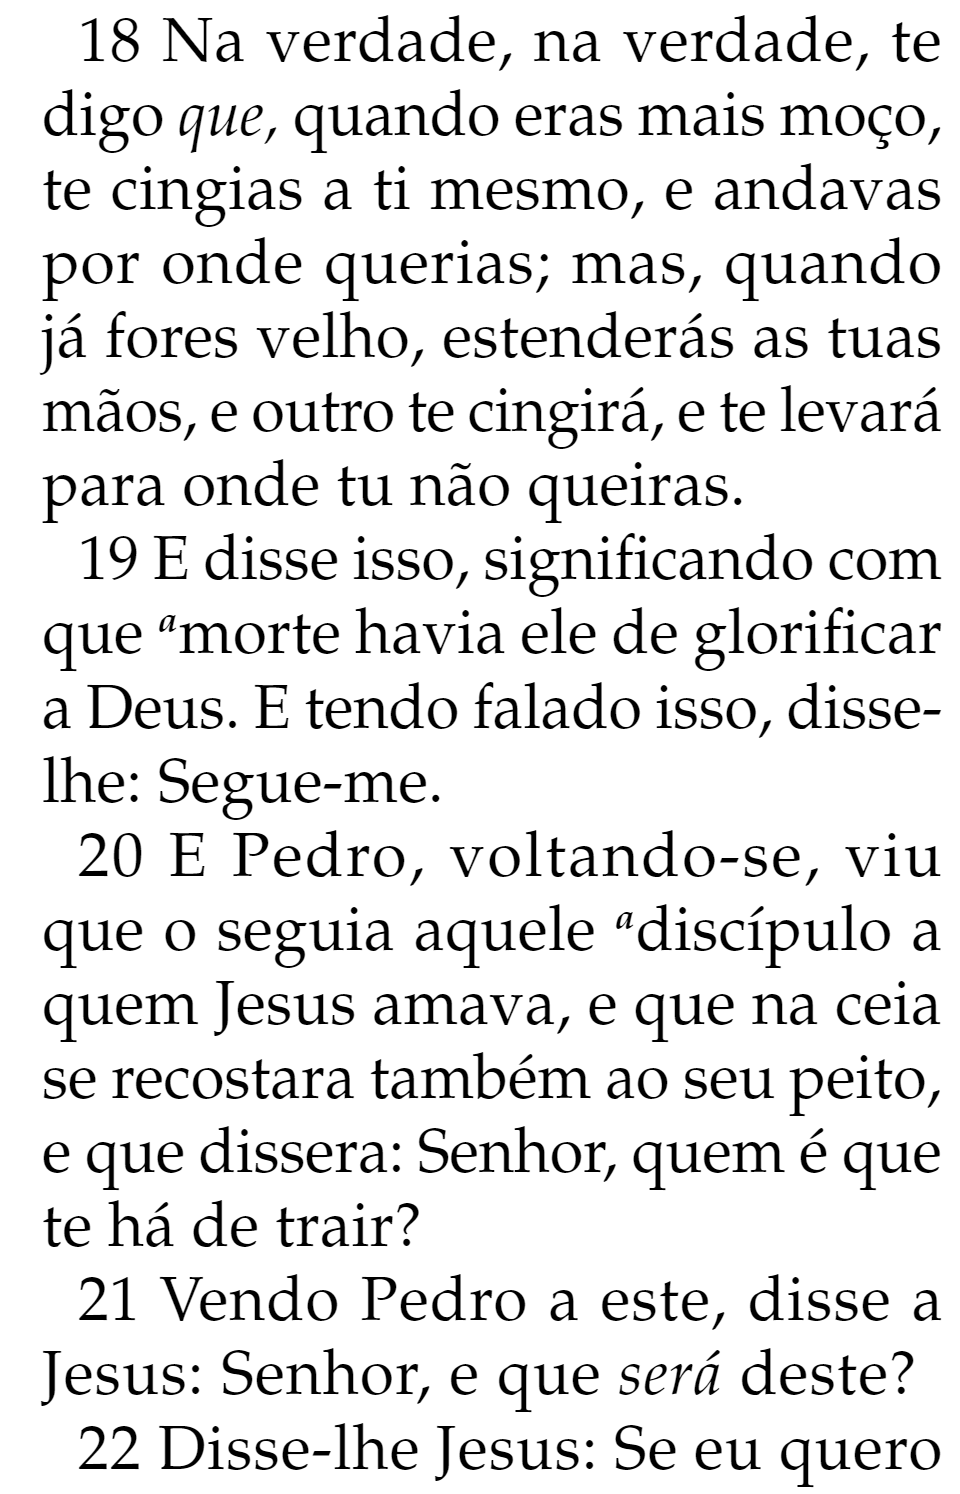 18 Na verdade, na verdade, te
digo que, quando eras mais moço,
te cingias a ti mesmo, e andavas
por onde querias; mas, quando
já fores velho, estenderás as tuas
mãos, e outro te cingirá, e te levará
para onde tu não queiras.
19 E disse isso, significando com
que ᵃmorte havia ele de glorificar
a Deus. E tendo falado isso, disse-
lhe: Segue-me.
20 E Pedro, voltando-se, viu
que o seguia aquele ᵃdiscípulo a
quem Jesus amava, e que na ceia
se recostara também ao seu peito,
e que dissera: Senhor, quem é que
te há de trair?
21 Vendo Pedro a este, disse a
Jesus: Senhor, e que será deste?
22 Disse-lhe Jesus: Se eu quero